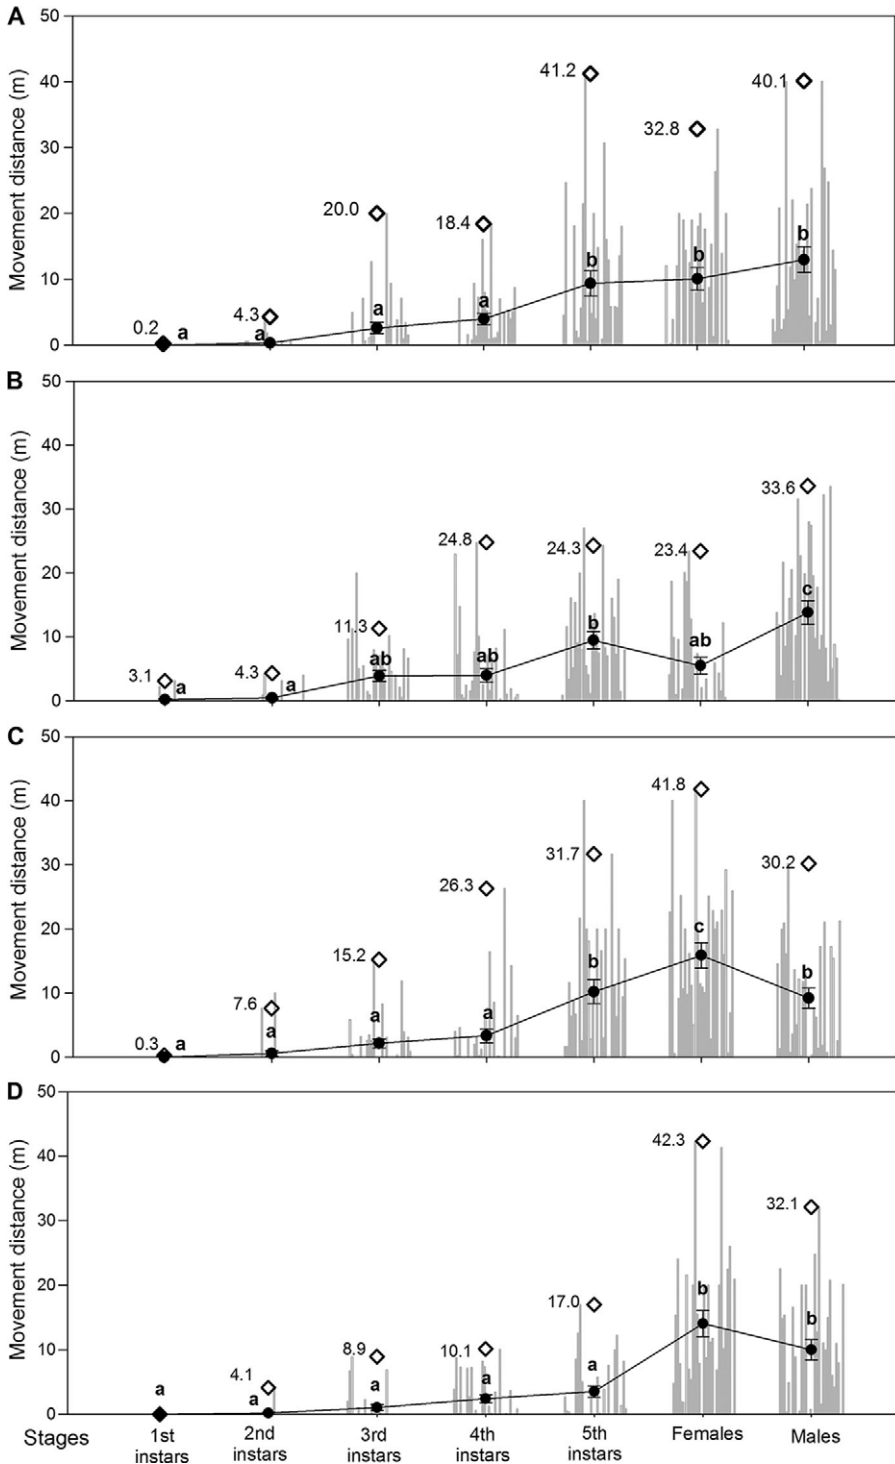 A
Movement distance (m)
50
40
30
20
10
0
0.2
a
4.3
a
20.0
a
18.4
a
41.2
b
32.8
b
40.1
b
B
Movement distance (m)
50
40
30
20
10
0
3.1
a
4.3
a
11.3
ab
24.8
ab
24.3
b
23.4
ab
33.6
c
C
Movement distance (m)
50
40
30
20
10
0
0.3
a
7.6
a
15.2
a
26.3
a
31.7
b
41.8
c
30.2
b
D
Movement distance (m)
50
40
30
20
10
0
a
4.1
a
8.9
a
10.1
a
17.0
a
42.3
b
32.1
b
Stages
1st
instars
2nd
instars
3rd
instars
4th
instars
5th
instars
Females
Males